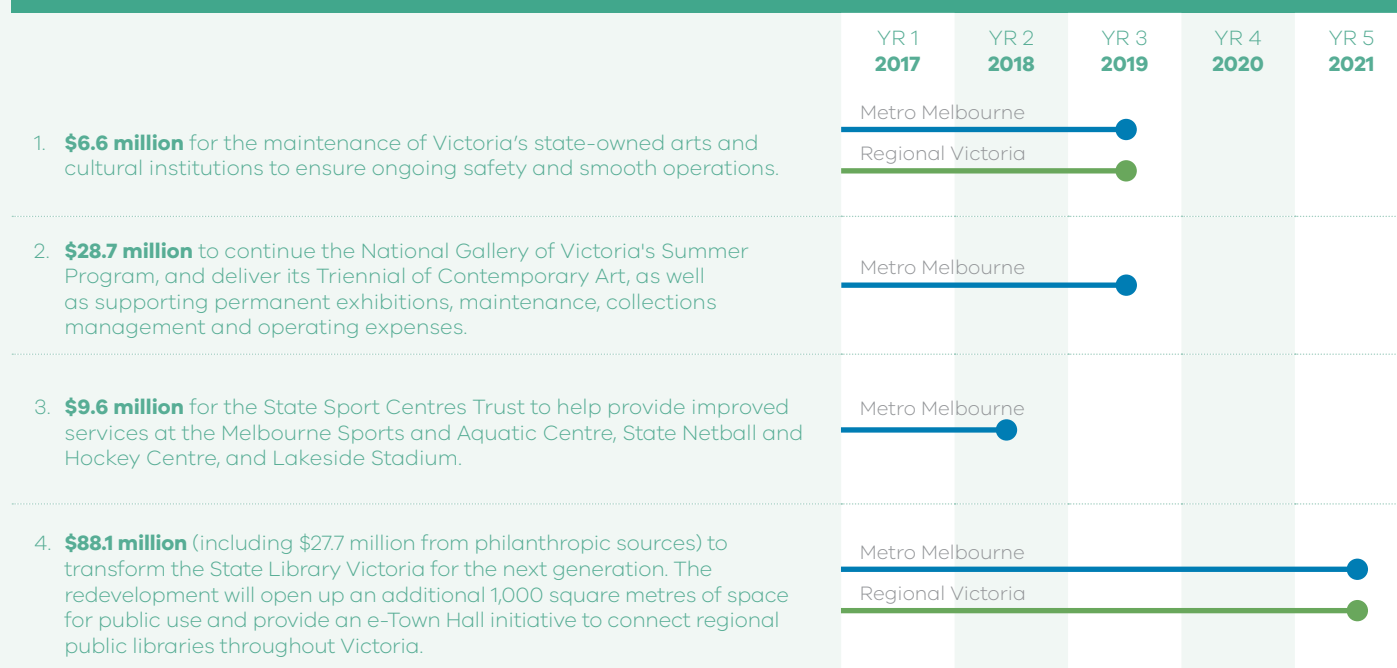 YR 1 YR 2 YR 3 YR 4 YR 5
2017 2018 2019 2020 2021
1. $6.6 million for the maintenance of Victoria’s state-owned arts and
cultural institutions to ensure ongoing safety and smooth operations.
Metro Melbourne
Regional Victoria
2. $28.7 million to continue the National Gallery of Victoria's Summer
Program, and deliver its Triennial of Contemporary Art, as well
as supporting permanent exhibitions, maintenance, collections
management and operating expenses.
Metro Melbourne
3. $9.6 million for the State Sport Centres Trust to help provide improved
services at the Melbourne Sports and Aquatic Centre, State Netball and
Hockey Centre, and Lakeside Stadium.
Metro Melbourne
4. $88.1 million (including $27.7 million from philanthropic sources) to
transform the State Library Victoria for the next generation. The
redevelopment will open up an additional 1,000 square metres of space
for public use and provide an e-Town Hall initiative to connect regional
public libraries throughout Victoria.
Metro Melbourne
Regional Victoria